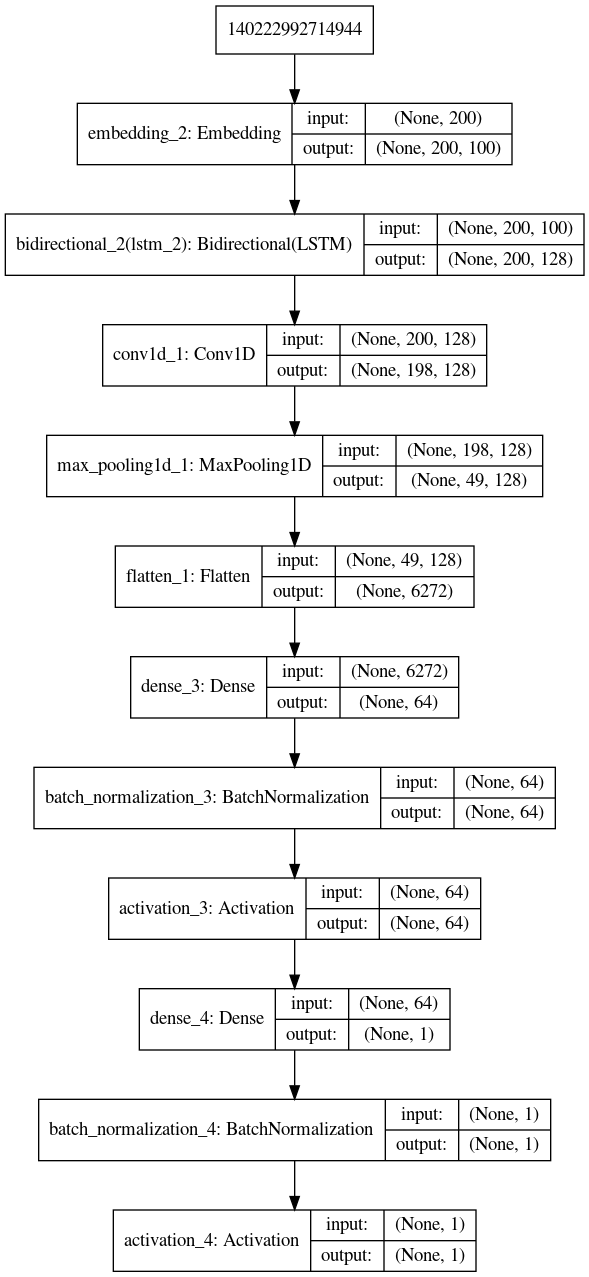 140222992714944
embedding_2: Embedding
input: (None, 200)
output: (None, 200, 100)
bidirectional_2(lstm_2): Bidirectional(LSTM)
input: (None, 200, 100)
output: (None, 200, 128)
conv1d_1: Conv1D
input: (None, 200, 128)
output: (None, 198, 128)
max_pooling1d_1: MaxPooling1D
input: (None, 198, 128)
output: (None, 49, 128)
flatten_1: Flatten
input: (None, 49, 128)
output: (None, 6272)
dense_3: Dense
input: (None, 6272)
output: (None, 64)
batch_normalization_3: BatchNormalization
input: (None, 64)
output: (None, 64)
activation_3: Activation
input: (None, 64)
output: (None, 64)
dense_4: Dense
input: (None, 64)
output: (None, 1)
batch_normalization_4: BatchNormalization
input: (None, 1)
output: (None, 1)
activation_4: Activation
input: (None, 1)
output: (None, 1)